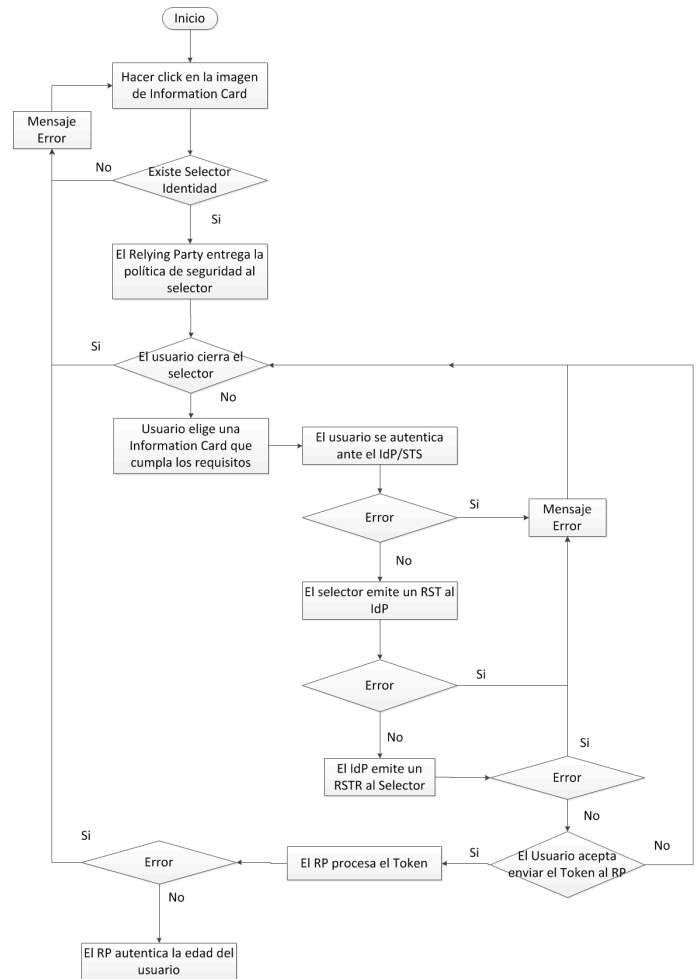 Inicio
Hacer click en la imagen
de Information Card
Mensaje
Error
No
Existe Selector
Identidad
Si
El Relying Party entrega la
política de seguridad al
selector
Si
El usuario cierra el
selector
No
Usuario elige una
Information Card que
cumpla los requisitos
El usuario se autentica
ante el IdP/STS
Error
Si
Mensaje
Error
No
El selector emite un RST al
IdP
Error
Si
No
El IdP emite un
RSTR al Selector
Si
Error
No
Si
Error
El RP procesa el Token
Si
El Usuario acepta
enviar el Token al RP
No
No
El RP autentica la edad del
usuario